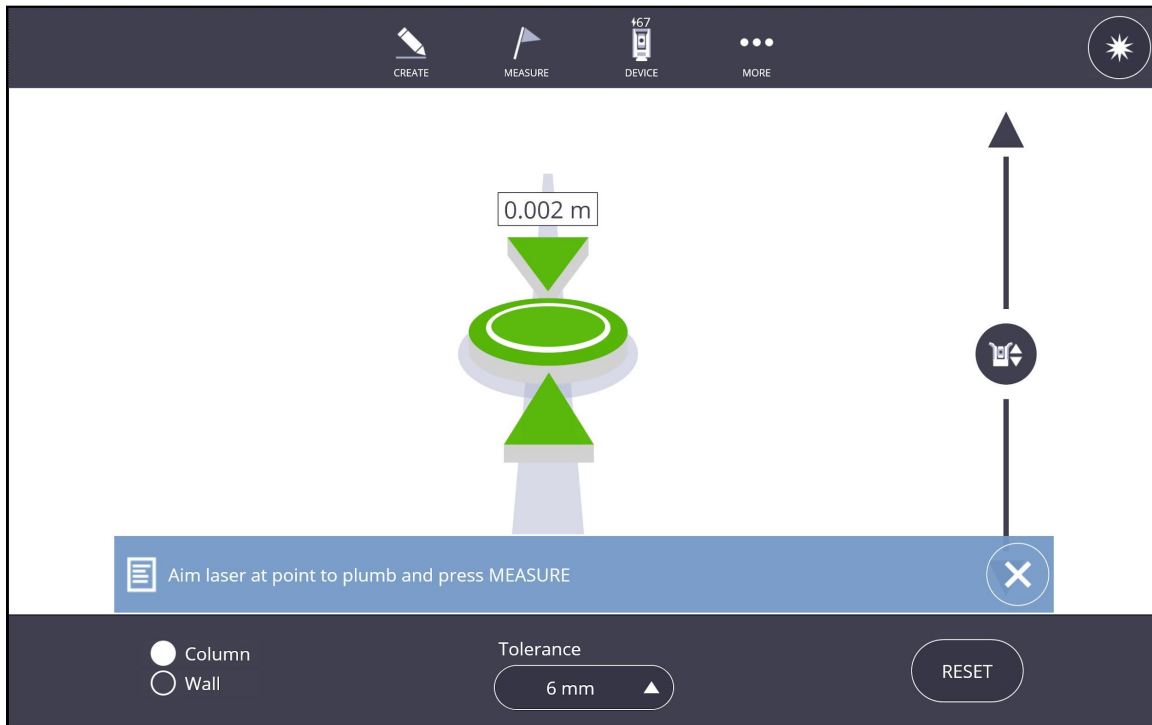 67
CREATE
MEASURE
DEVICE
MORE
0.002 m
Aim laser at point to plumb and press MEASURE
Column
Wall
Tolerance
6 mm
RESET